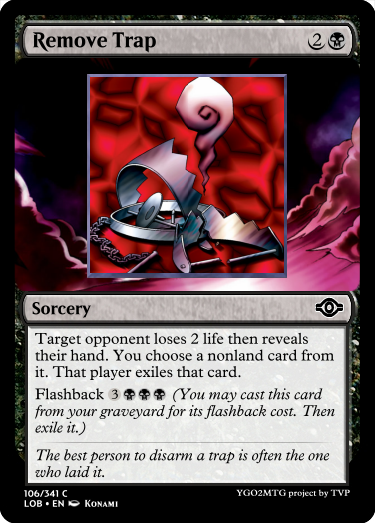 Remove Trap 2
Sorcery
Target opponent loses 2 life then reveals
their hand. You choose a nonland card from
it. That player exiles that card.
Flashback 3 (You may cast this card
from your graveyard for its flashback cost. Then
exile it.)
The best person to disarm a trap is often the one
who laid it.
106/341 C
LOB • EN Konami YGO2MTG project by TVP